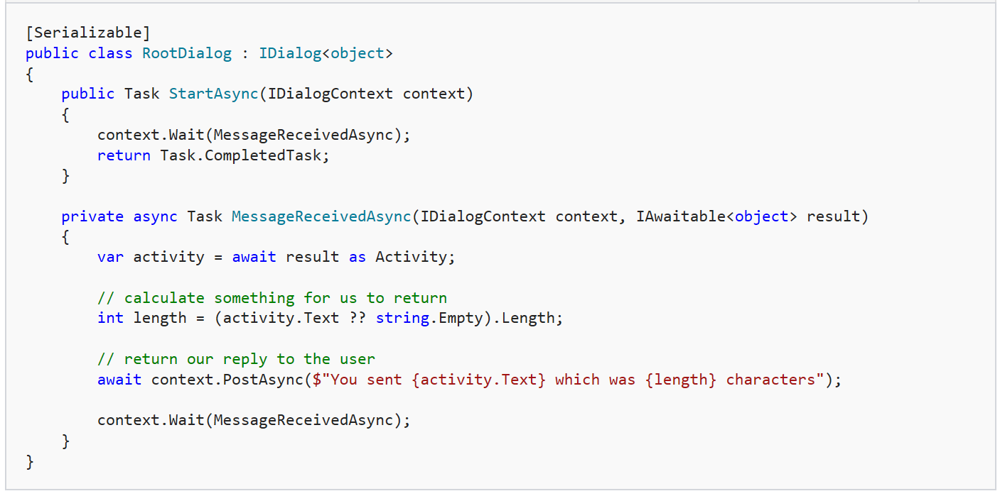 [Serializable]
public class RootDialog : IDialog<object>
{
    public Task StartAsync(IDialogContext context)
    {
        context.Wait(MessageReceivedAsync);
        return Task.CompletedTask;
    }
    private async Task MessageReceivedAsync(IDialogContext context, IAwaitable<object> result)
    {
        var activity = await result as Activity;
        // calculate something for us to return
        int length = (activity.Text ?? string.Empty).Length;
        // return our reply to the user
        await context.PostAsync($"You sent {activity.Text} which was {length} characters");
        context.Wait(MessageReceivedAsync);
    }
}